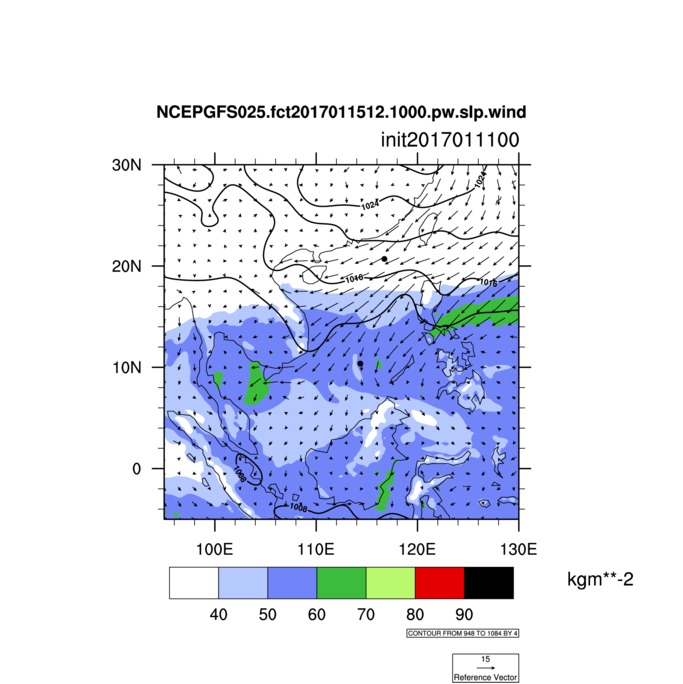 NCEPGFS025.fct2017011512.1000.pw.slp.wind
init2017011100
30N
1024
1024
20N
1016
1016
10N
0
1008
1008
100E 110E 120E 130E
kgm**-2
40 50 60 70 80 90
CONTOUR FROM 948 TO 1084 BY 4
15
Reference Vector